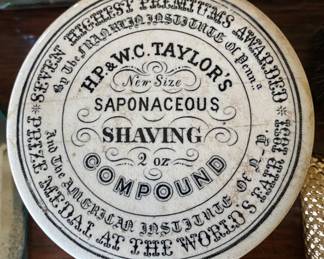 SEVEN HIGHEST PREMIUMS AWARDED
By The FRANKLIN INSTITUTE of Penn'a
H.P. & W.C. TAYLOR'S
New Size
SAPONACEOUS
SHAVING
2 oz
COMPOUND
And The AMERICAN INSTITUTE OF N.Y
PRIZE MEDAL AT THE WORLD'S FAIR 1851